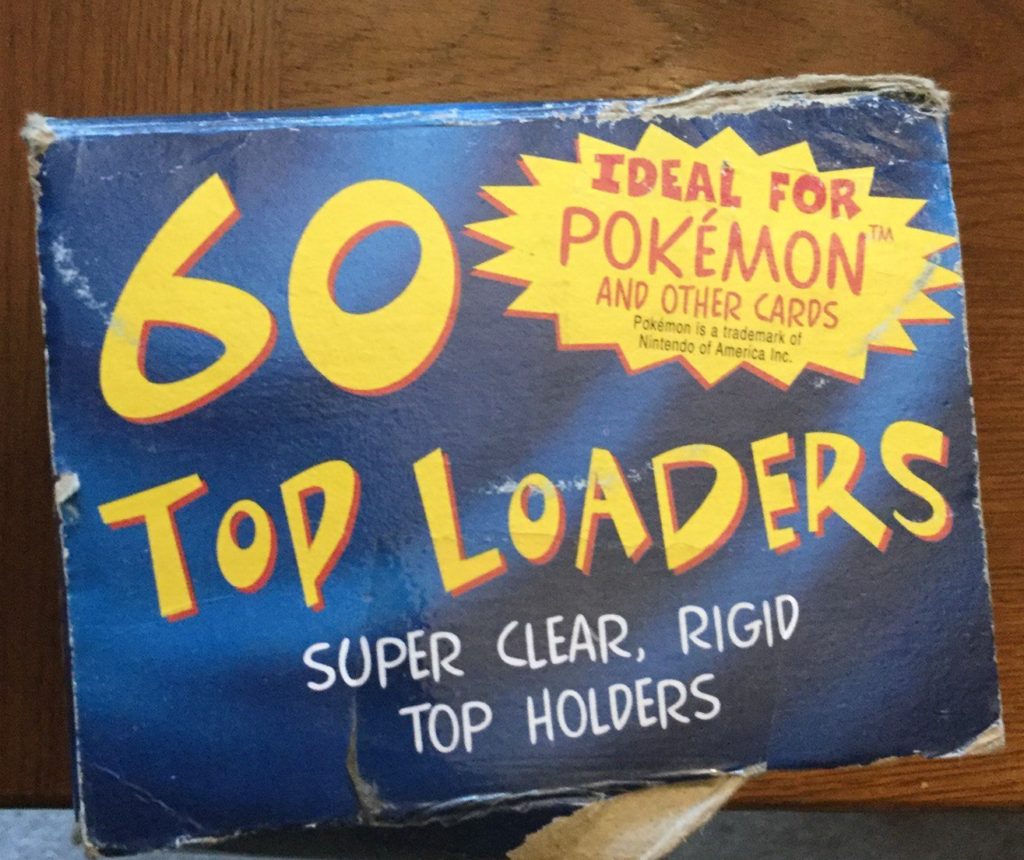 60
IDEAL FOR
POKÉMON™
AND OTHER CARDS
Pokémon is a trademark of
Nintendo of America Inc.
TOP LOADERS
SUPER CLEAR, RIGID
TOP HOLDERS